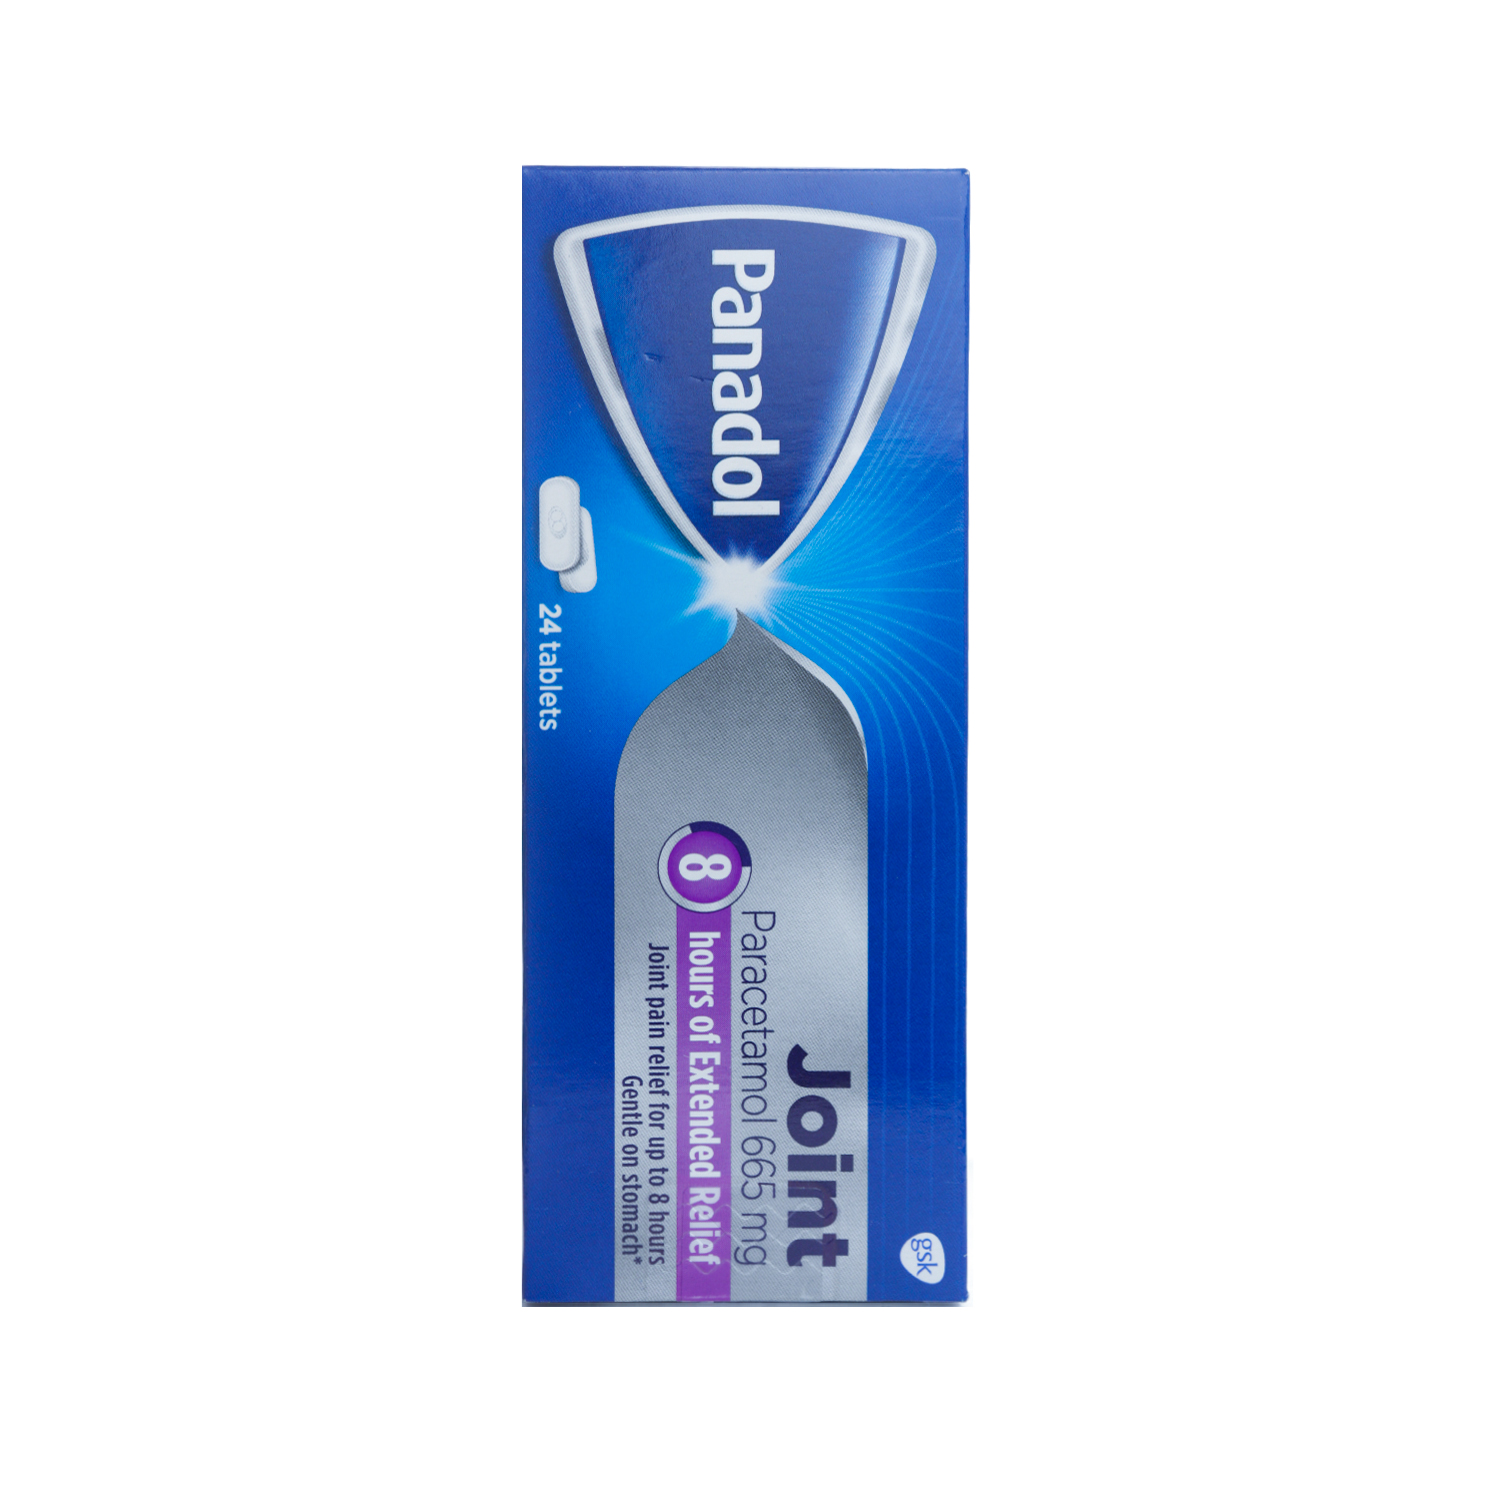 Panadol
Joint
Paracetamol 665 mg
8 hours of Extended Relief
Joint pain relief for up to 8 hours
Gentle on stomach*
24 tablets
gsk